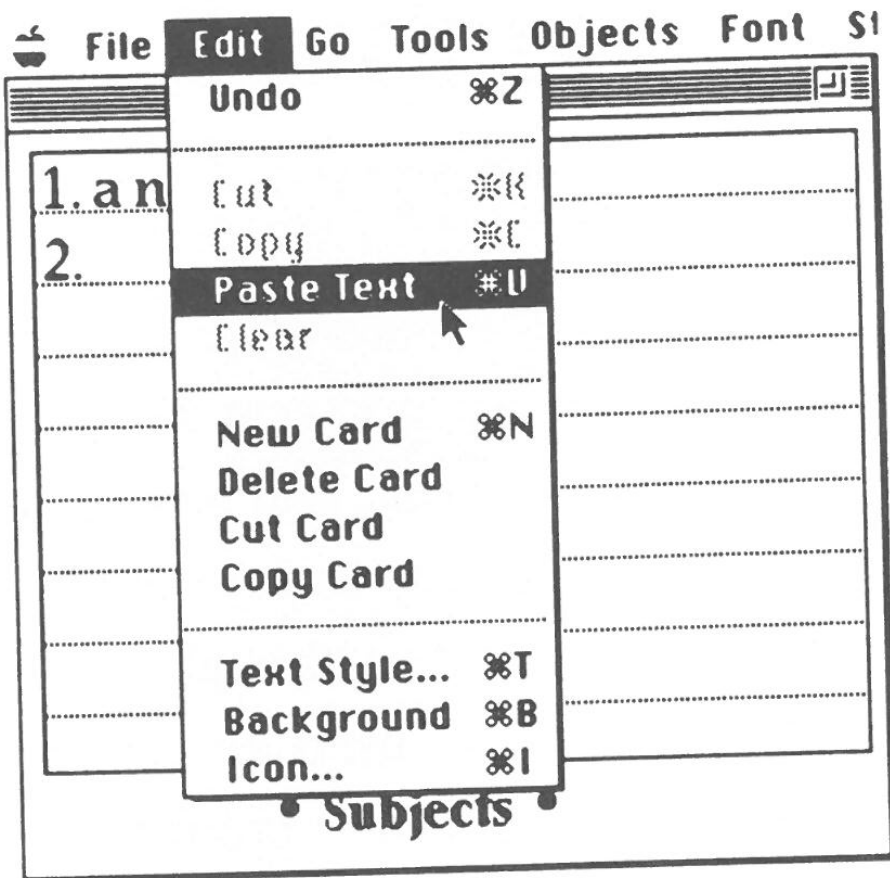 File Edit Go Tools Objects Font
Undo ⌘Z
1. an
Cut ⌘X
Copy ⌘C
2.
Paste Text ⌘V
Clear
New Card ⌘N
Delete Card
Cut Card
Copy Card
Text Style... ⌘T
Background ⌘B
Icon... ⌘I
• Subjects •